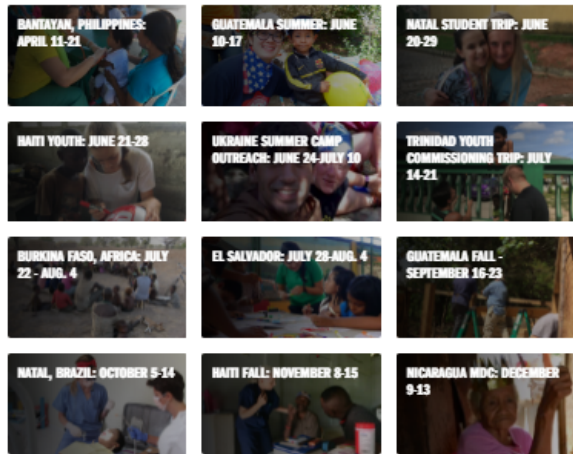 BANTAYAN, PHILIPPINES:
APRIL 11-21
GUATEMALA SUMMER: JUNE
10-17
NATAL STUDENT TRIP: JUNE
20-29
HAITI YOUTH: JUNE 21-28
UKRAINE SUMMER CAMP
OUTREACH: JUNE 24-JULY 10
TRINIDAD YOUTH
COMMISSIONING TRIP: JULY
14-21
BURKINA FASO, AFRICA: JULY
22 - AUG. 4
EL SALVADOR: JULY 28-AUG. 4
GUATEMALA FALL -
SEPTEMBER 16-23
NATAL, BRAZIL: OCTOBER 5-14
HAITI FALL: NOVEMBER 8-15
NICARAGUA MDC: DECEMBER
9-13